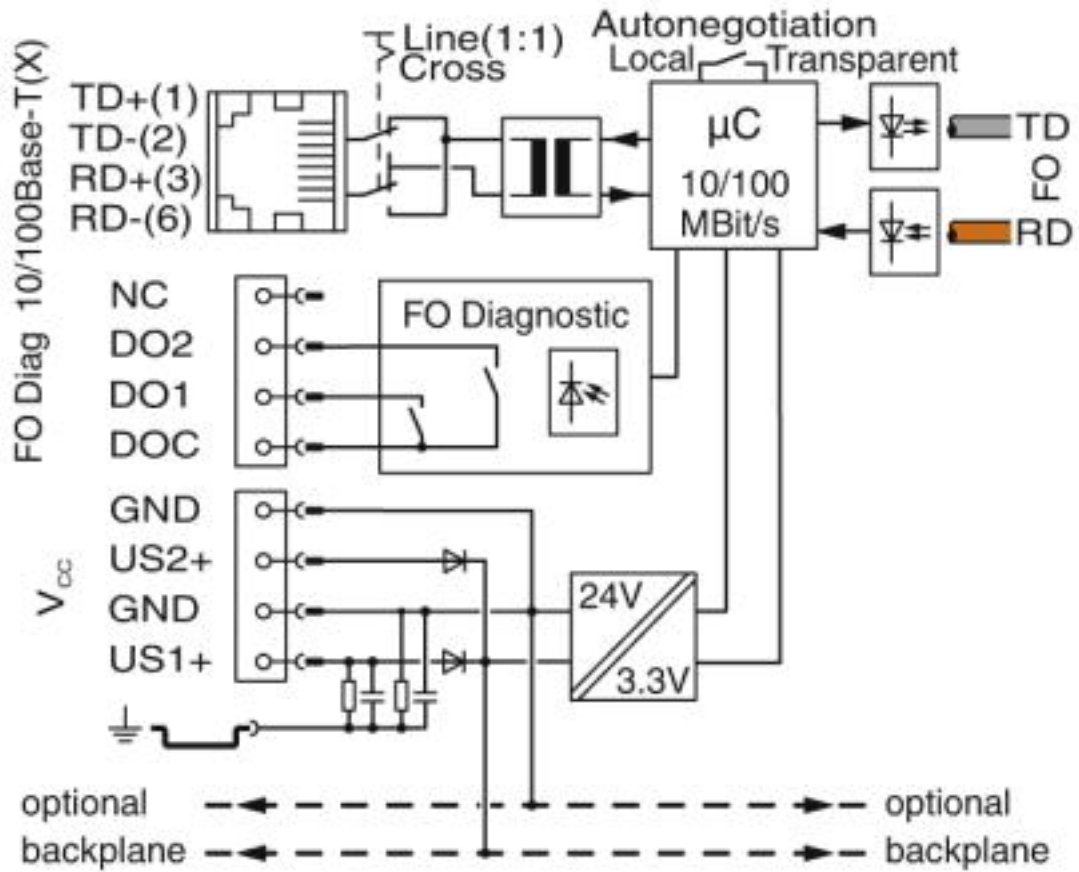 Autonegotiation
Local Transparent
Line(1:1)
Cross
10/100Base-T(X)
TD+(1)
TD-(2)
RD+(3)
RD-(6)
µC
10/100
MBit/s
TD
FO
RD
FO Diag
NC
DO2
DO1
DOC
FO Diagnostic
Vcc
GND
US2+
GND
US1+
24V
3.3V
optional optional
backplane backplane